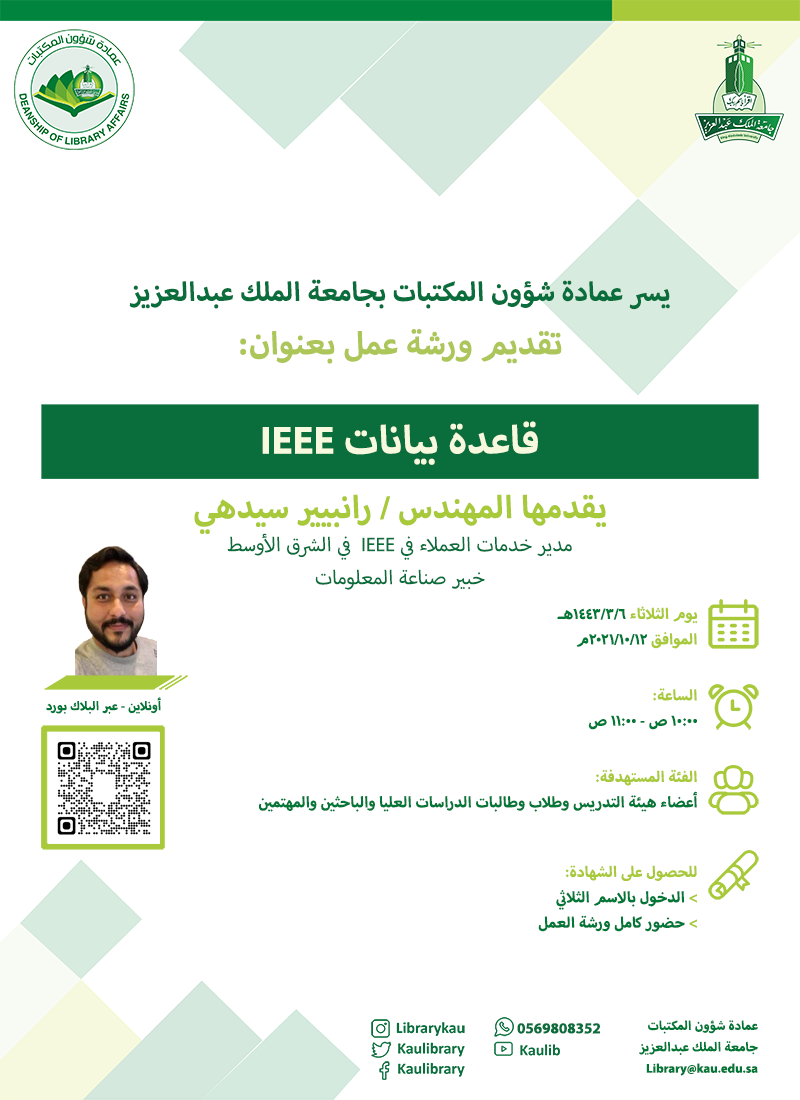 عمادة شؤون المكتبات
DEANSHIP OF LIBRARY AFFAIRS
جامعة الملك عبدالعزيز
يسر عمادة شؤون المكتبات بجامعة الملك عبدالعزيز
تقديم ورشة عمل بعنوان:
قاعدة بيانات IEEE
يقدمها المهندس / رانبيير سيدهي
مدير خدمات العملاء في IEEE في الشرق الأوسط
خبير صناعة المعلومات
يوم الثلاثاء ١٤٤٣/٣/٦هـ
الموافق ٢٠٢١/١٠/١٢م
الساعة:
١٠:٠٠ ص - ١١:٠٠ ص
الفئة المستهدفة:
أعضاء هيئة التدريس وطلاب وطالبات الدراسات العليا والباحثين والمهتمين
للحصول على الشهادة:
> الدخول بالاسم الثلاثي
> حضور كامل ورشة العمل
أونلاين - عبر البلاك بورد
عمادة شؤون المكتبات
جامعة الملك عبدالعزيز
Library@kau.edu.sa
0569808352
Kaulib
Librarykau
Kaulibrary
Kaulibrary